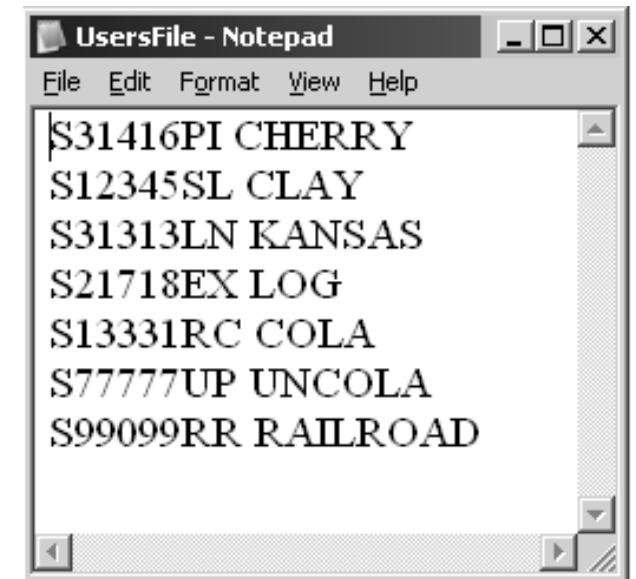 UsersFile - Notepad
File Edit Format View Help
S31416PI CHERRY
S12345SL CLAY
S31313LN KANSAS
S21718EX LOG
S13331RC COLA
S77777UP UNCOLA
S99099RR RAILROAD